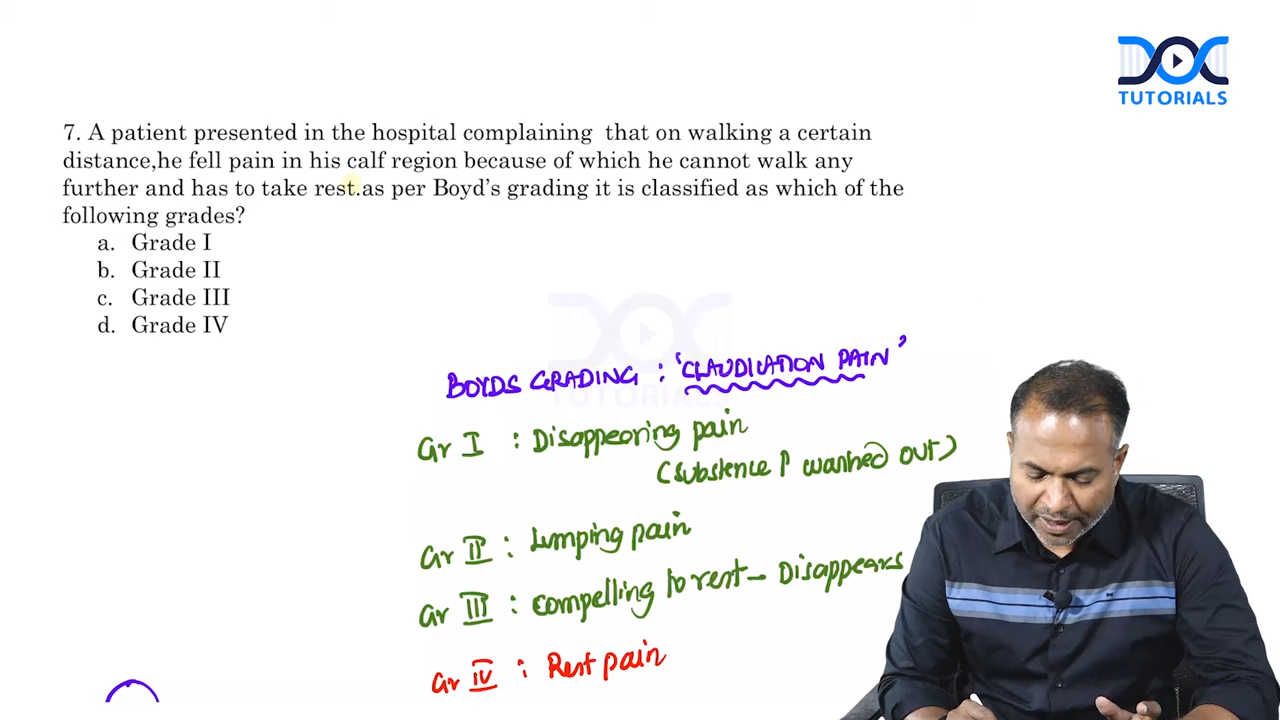 DOC
TUTORIALS
7. A patient presented in the hospital complaining that on walking a certain
distance,he fell pain in his calf region because of which he cannot walk any
further and has to take rest.as per Boyd's grading it is classified as which of the
following grades?
a. Grade I
b. Grade II
c. Grade III
d. Grade IV
BOYDS GRADING : 'CLAUDICATION PAIN'
Gr I : Disappearing pain
(Substence P washed out)
Gr II : Limping pain
Gr III : Compelling to rest - Disappears
Gr IV : Rest pain
TUTORIALS